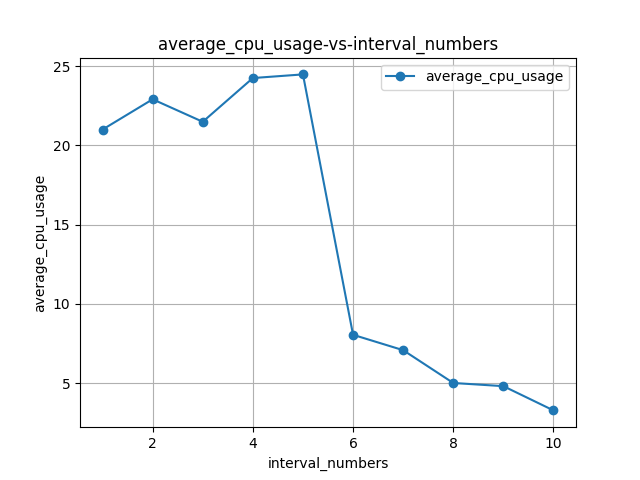 average_cpu_usage-vs-interval_numbers
average_cpu_usage
25
20
15
10
5
average_cpu_usage
2
4
6
8
10
interval_numbers